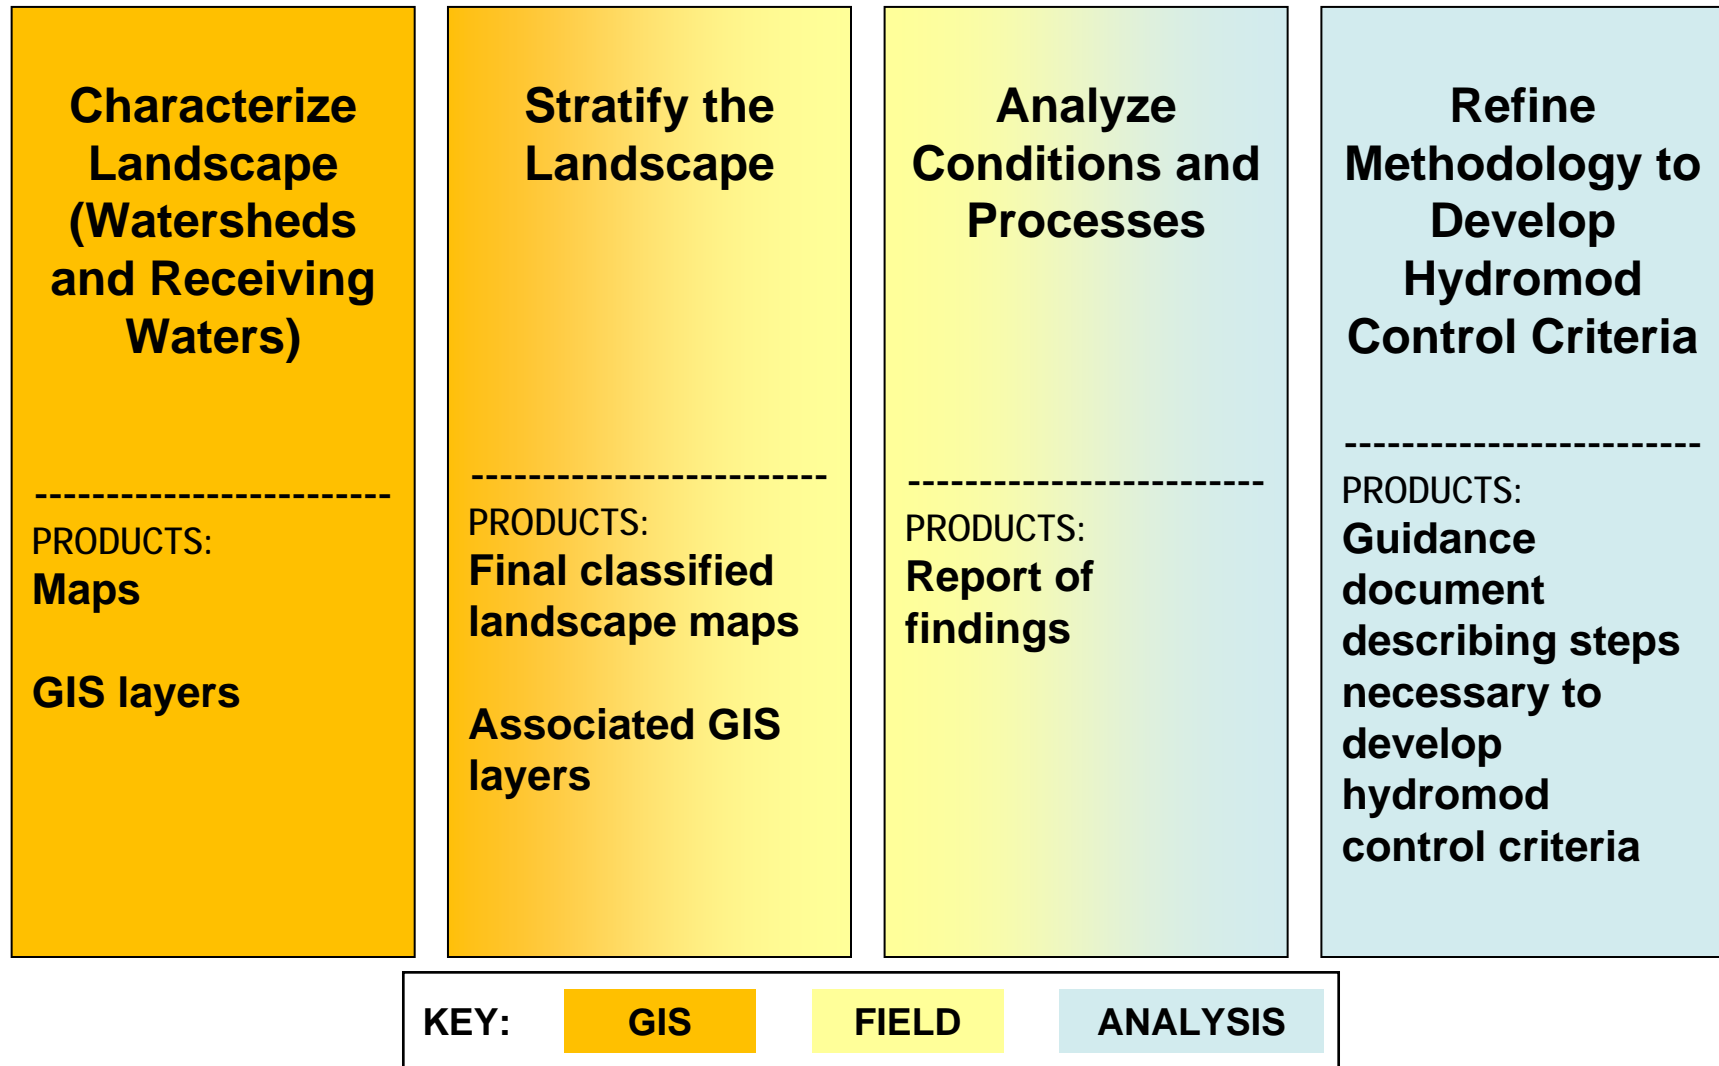 Characterize
Landscape
(Watersheds
and Receiving
Waters)
-------------------------
PRODUCTS:
Maps
GIS layers
Stratify the
Landscape
-------------------------
PRODUCTS:
Final classified
landscape maps
Associated GIS
layers
Analyze
Conditions and
Processes
-------------------------
PRODUCTS:
Report of
findings
Refine
Methodology to
Develop
Hydromod
Control Criteria
-------------------------
PRODUCTS:
Guidance
document
describing steps
necessary to
develop
hydromod
control criteria
KEY: GIS FIELD ANALYSIS